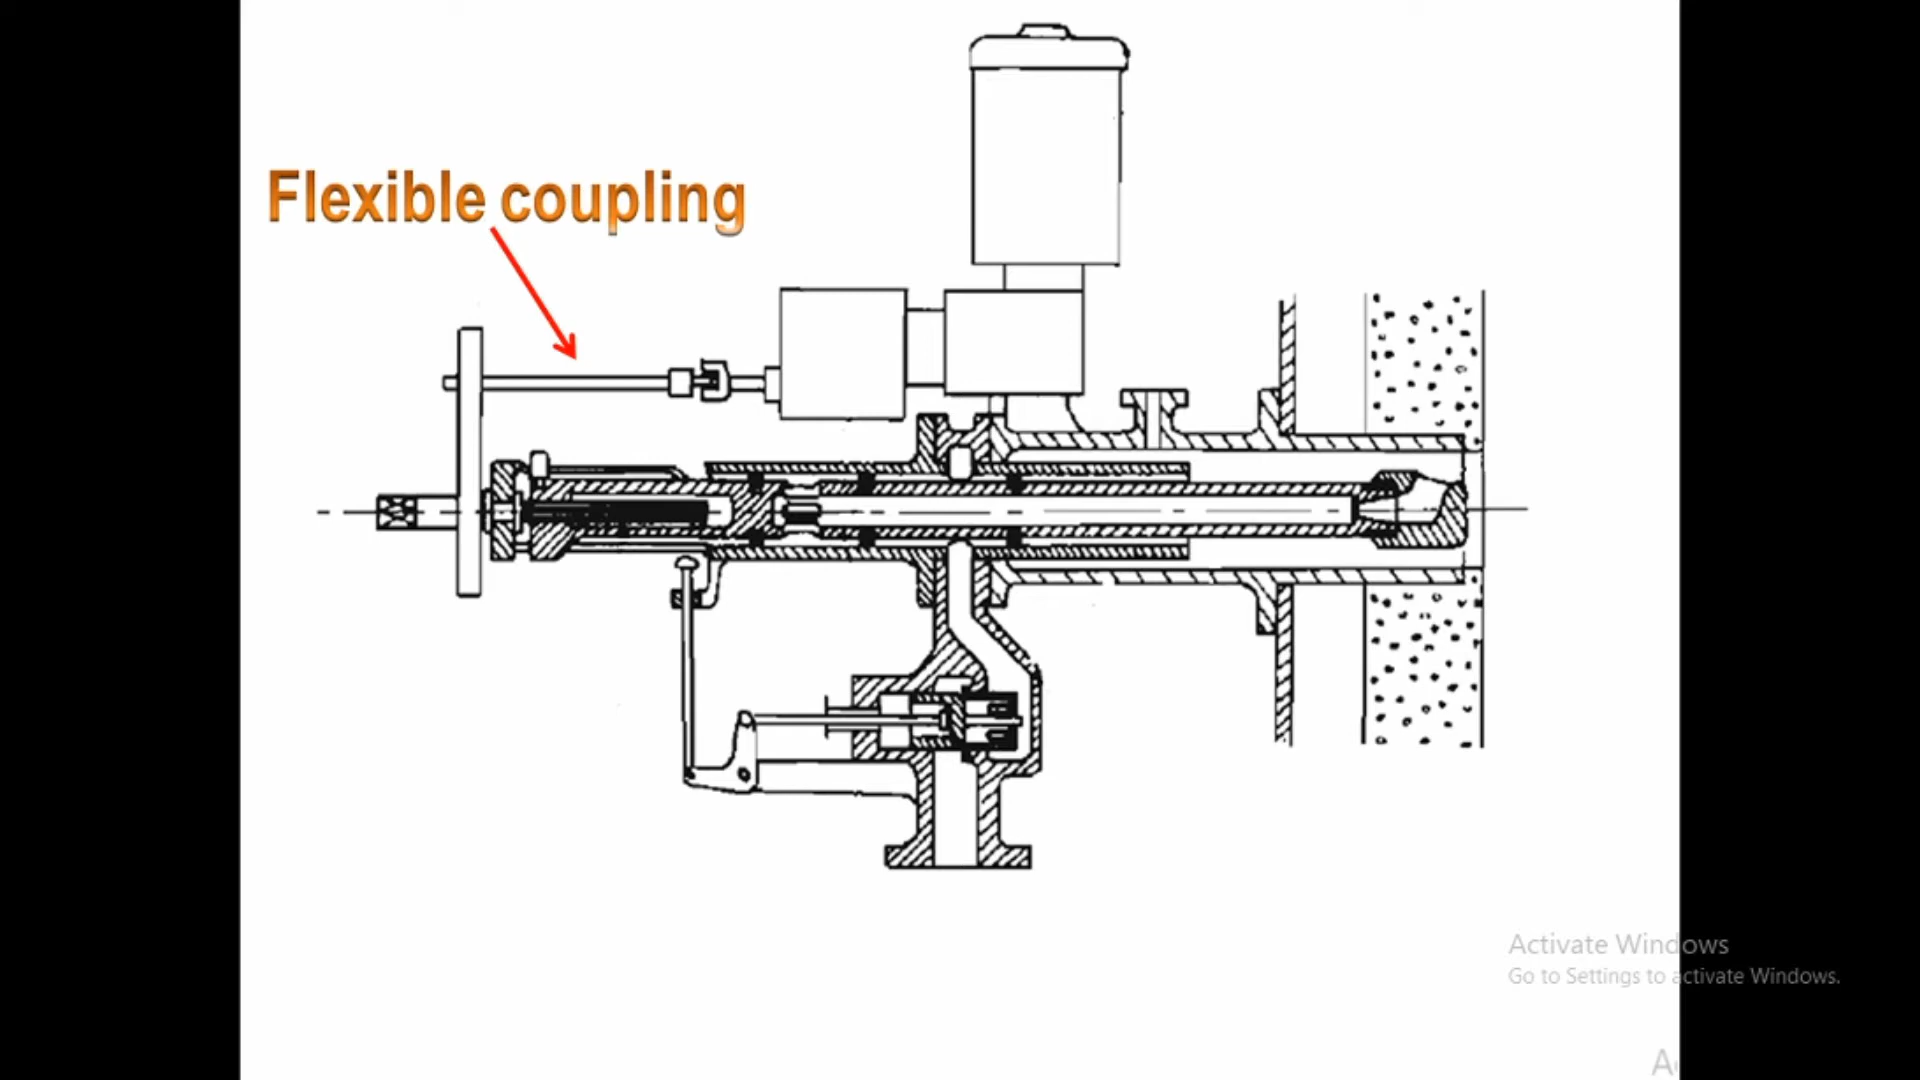 Flexible coupling
Activate Windows
Go to Settings to activate Windows.